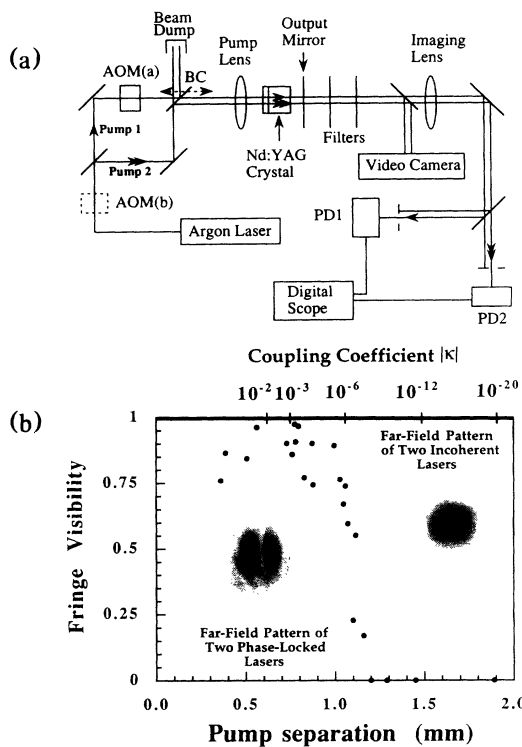 (a)
Beam
Dump
AOM(a)
BC
Pump
Lens
Output
Mirror
Imaging
Lens
Pump 1
Pump 2
Nd:YAG
Crystal
Filters
Video Camera
AOM(b)
Argon Laser
PD1
Digital
Scope
PD2
Coupling Coefficient |κ|
10⁻² 10⁻³ 10⁻⁶ 10⁻¹² 10⁻²⁰
(b)
Fringe Visibility
1
0.75
0.5
0.25
0
Far-Field Pattern
of Two Incoherent
Lasers
Far-Field Pattern of
Two Phase-Locked
Lasers
0.0 0.5 1.0 1.5 2.0
Pump separation (mm)